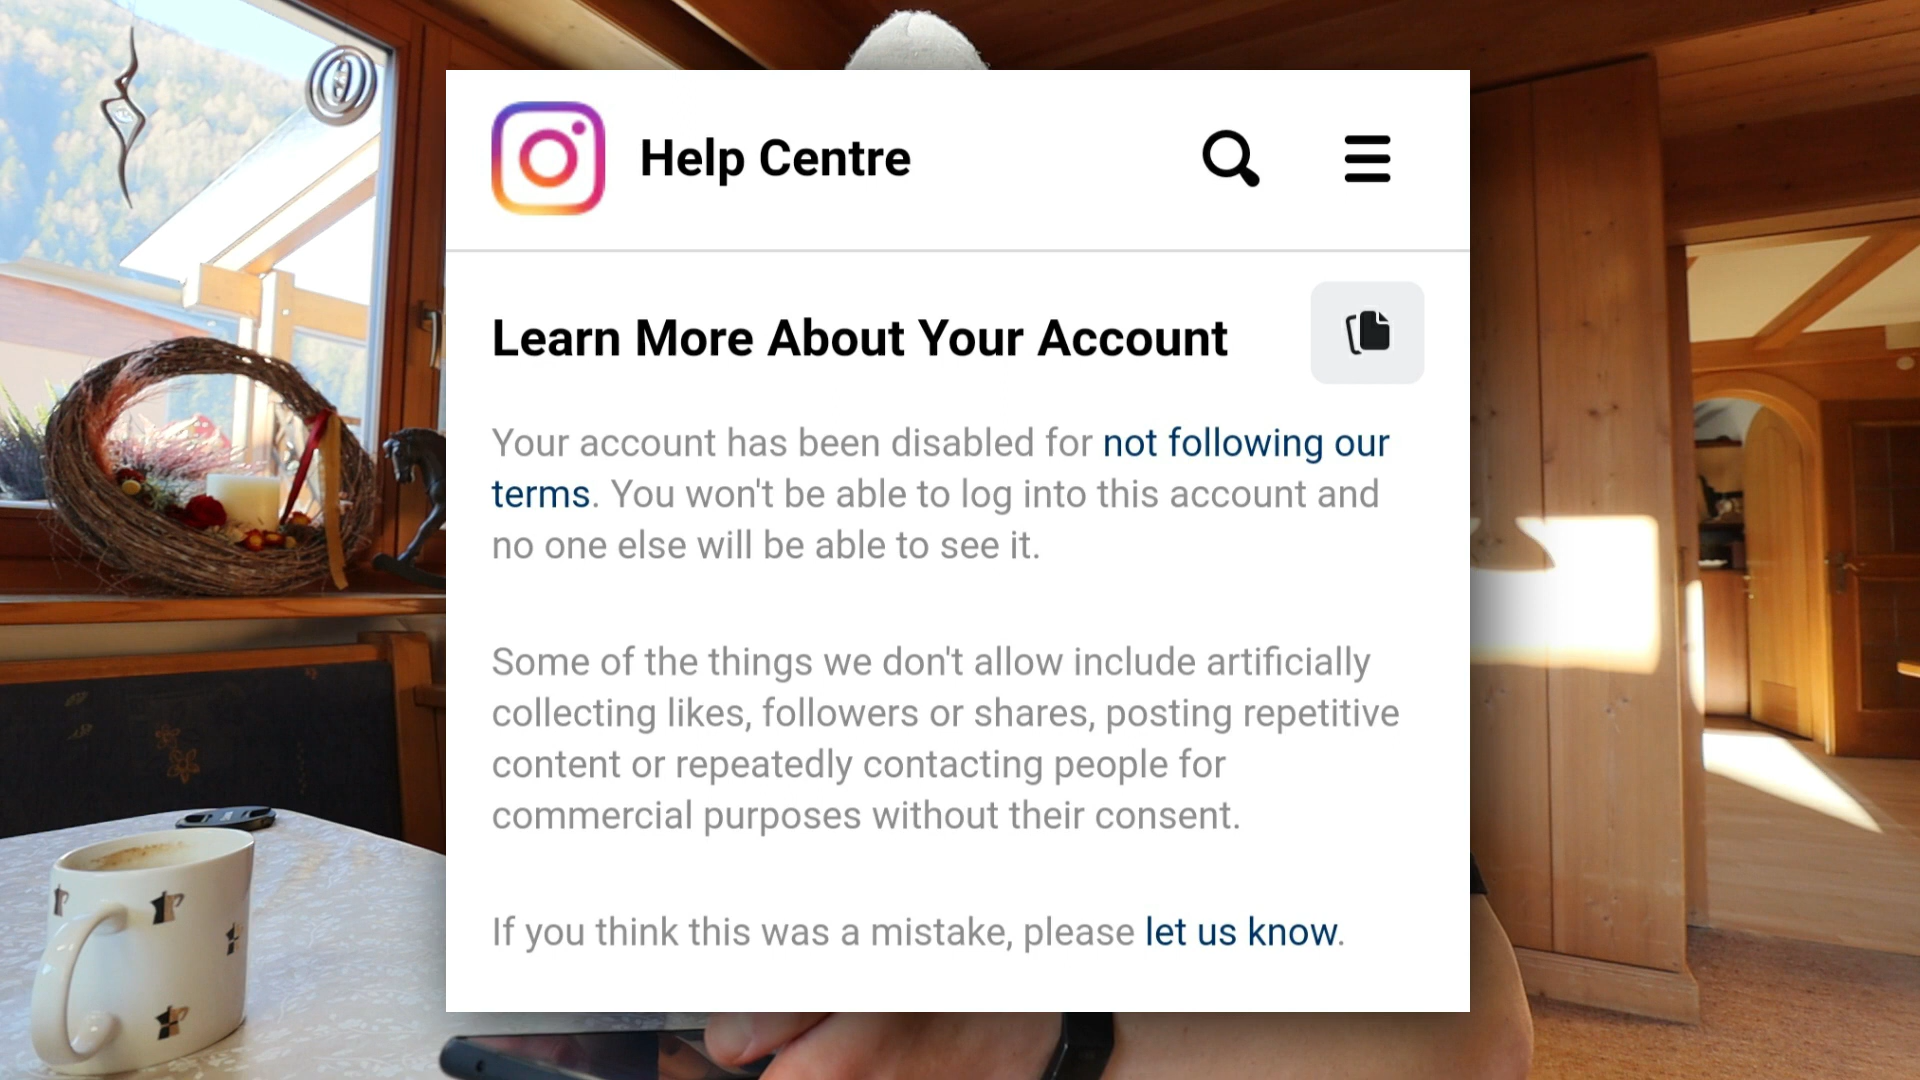 Help Centre
Learn More About Your Account
Your account has been disabled for not following our
terms. You won't be able to log into this account and
no one else will be able to see it.
Some of the things we don't allow include artificially
collecting likes, followers or shares, posting repetitive
content or repeatedly contacting people for
commercial purposes without their consent.
If you think this was a mistake, please let us know.